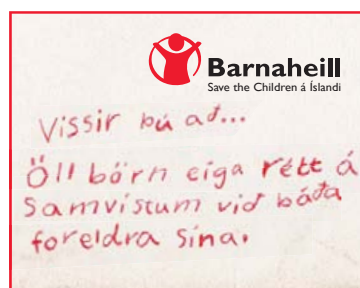 Barnaheill
Save the Children á Íslandi
Vissir þú að...
Öll börn eiga rétt á
samvistum við báða
foreldra sína.